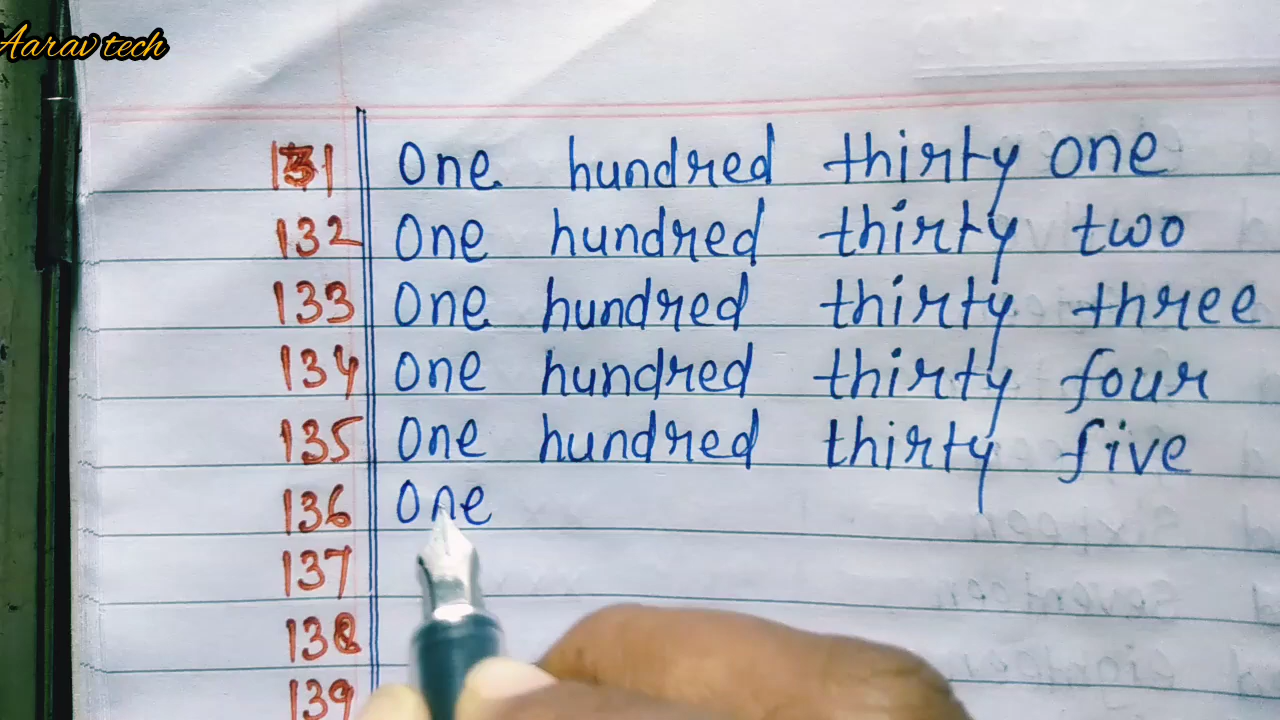 Aarav tech
131 One hundred thirty one
132 One hundred thirty two
133 One hundred thirty three
134 One hundred thirty four
135 One hundred thirty five
136 One
137
138
139